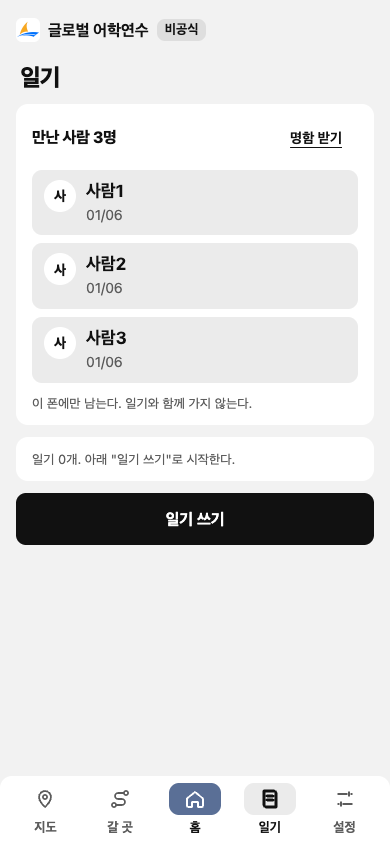 글로벌 어학연수 비공식
일기
만난 사람 3명 명함 받기
사 사람1
01/06
사 사람2
01/06
사 사람3
01/06
이 폰에만 남는다. 일기와 함께 가지 않는다.
일기 0개. 아래 "일기 쓰기"로 시작한다.
일기 쓰기
지도 갈 곳 홈 일기 설정